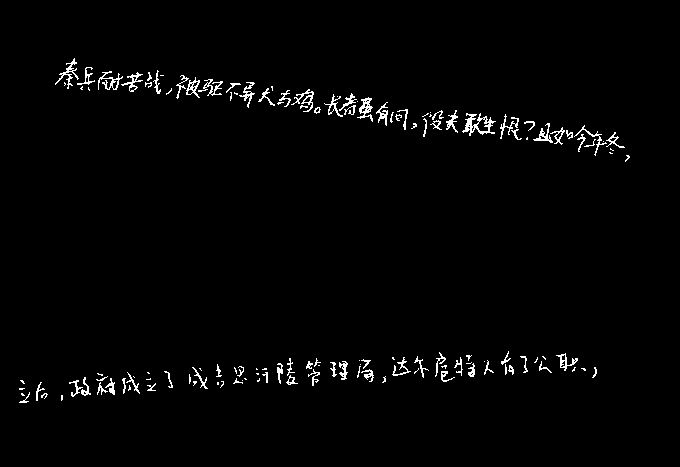 秦兵耐苦战，被驱不异犬与鸡。长者虽有问，役夫敢生恨？且如今年冬，
立后，政府成立了成吉思汗陵管理局，达尔扈特人有了公职，